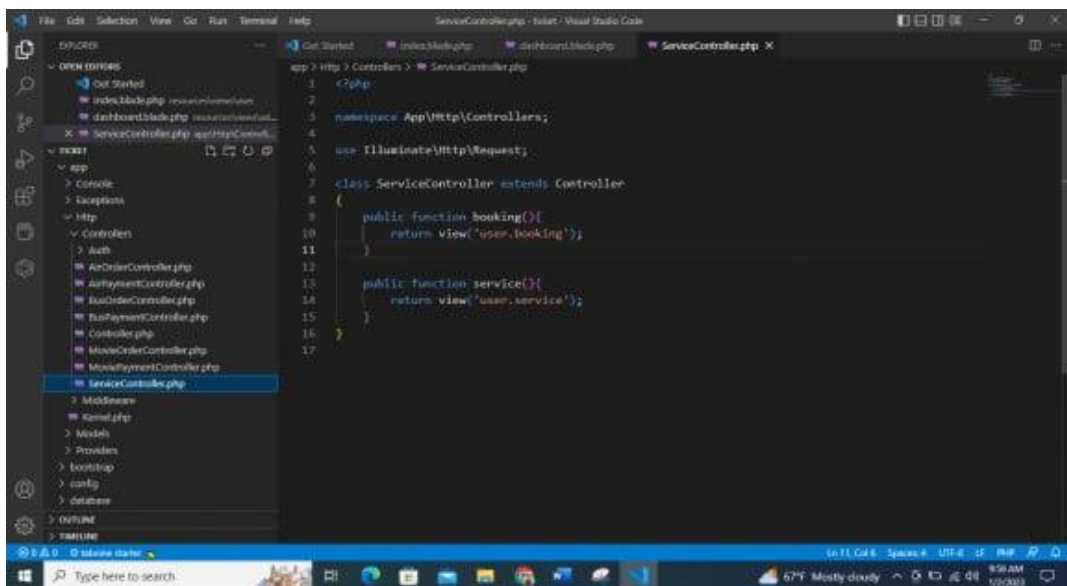 File Edit Selection View Go Run Terminal Help
ServiceController.php - ticket - Visual Studio Code
EXPLORER
Get Started
index.blade.php
dashboard.blade.php
ServiceController.php
OPEN EDITORS
Get Started
index.blade.php
dashboard.blade.php
ServiceController.php
TICKET
app
Console
Exceptions
Http
Controllers
Auth
AirOrderController.php
AirPaymentController.php
BusOrderController.php
BusPaymentController.php
Controller.php
MovieOrderController.php
MoviePaymentController.php
ServiceController.php
Middleware
Kernel.php
Models
Providers
bootstrap
config
database
OUTLINE
TIMELINE
app > Http > Controllers > ServiceController.php
1 <?php
2
3 namespace App\Http\Controllers;
4
5 use Illuminate\Http\Request;
6
7 class ServiceController extends Controller
8 {
9 public function booking(){
10 return view('user.booking');
11 }
12
13 public function service(){
14 return view('user.service');
15 }
16 }
17
0 0 tabnine starter
Ln 11, Col 6 Spaces: 4 UTF-8 LF PHP
Type here to search
67°F Mostly cloudy
9:58 AM